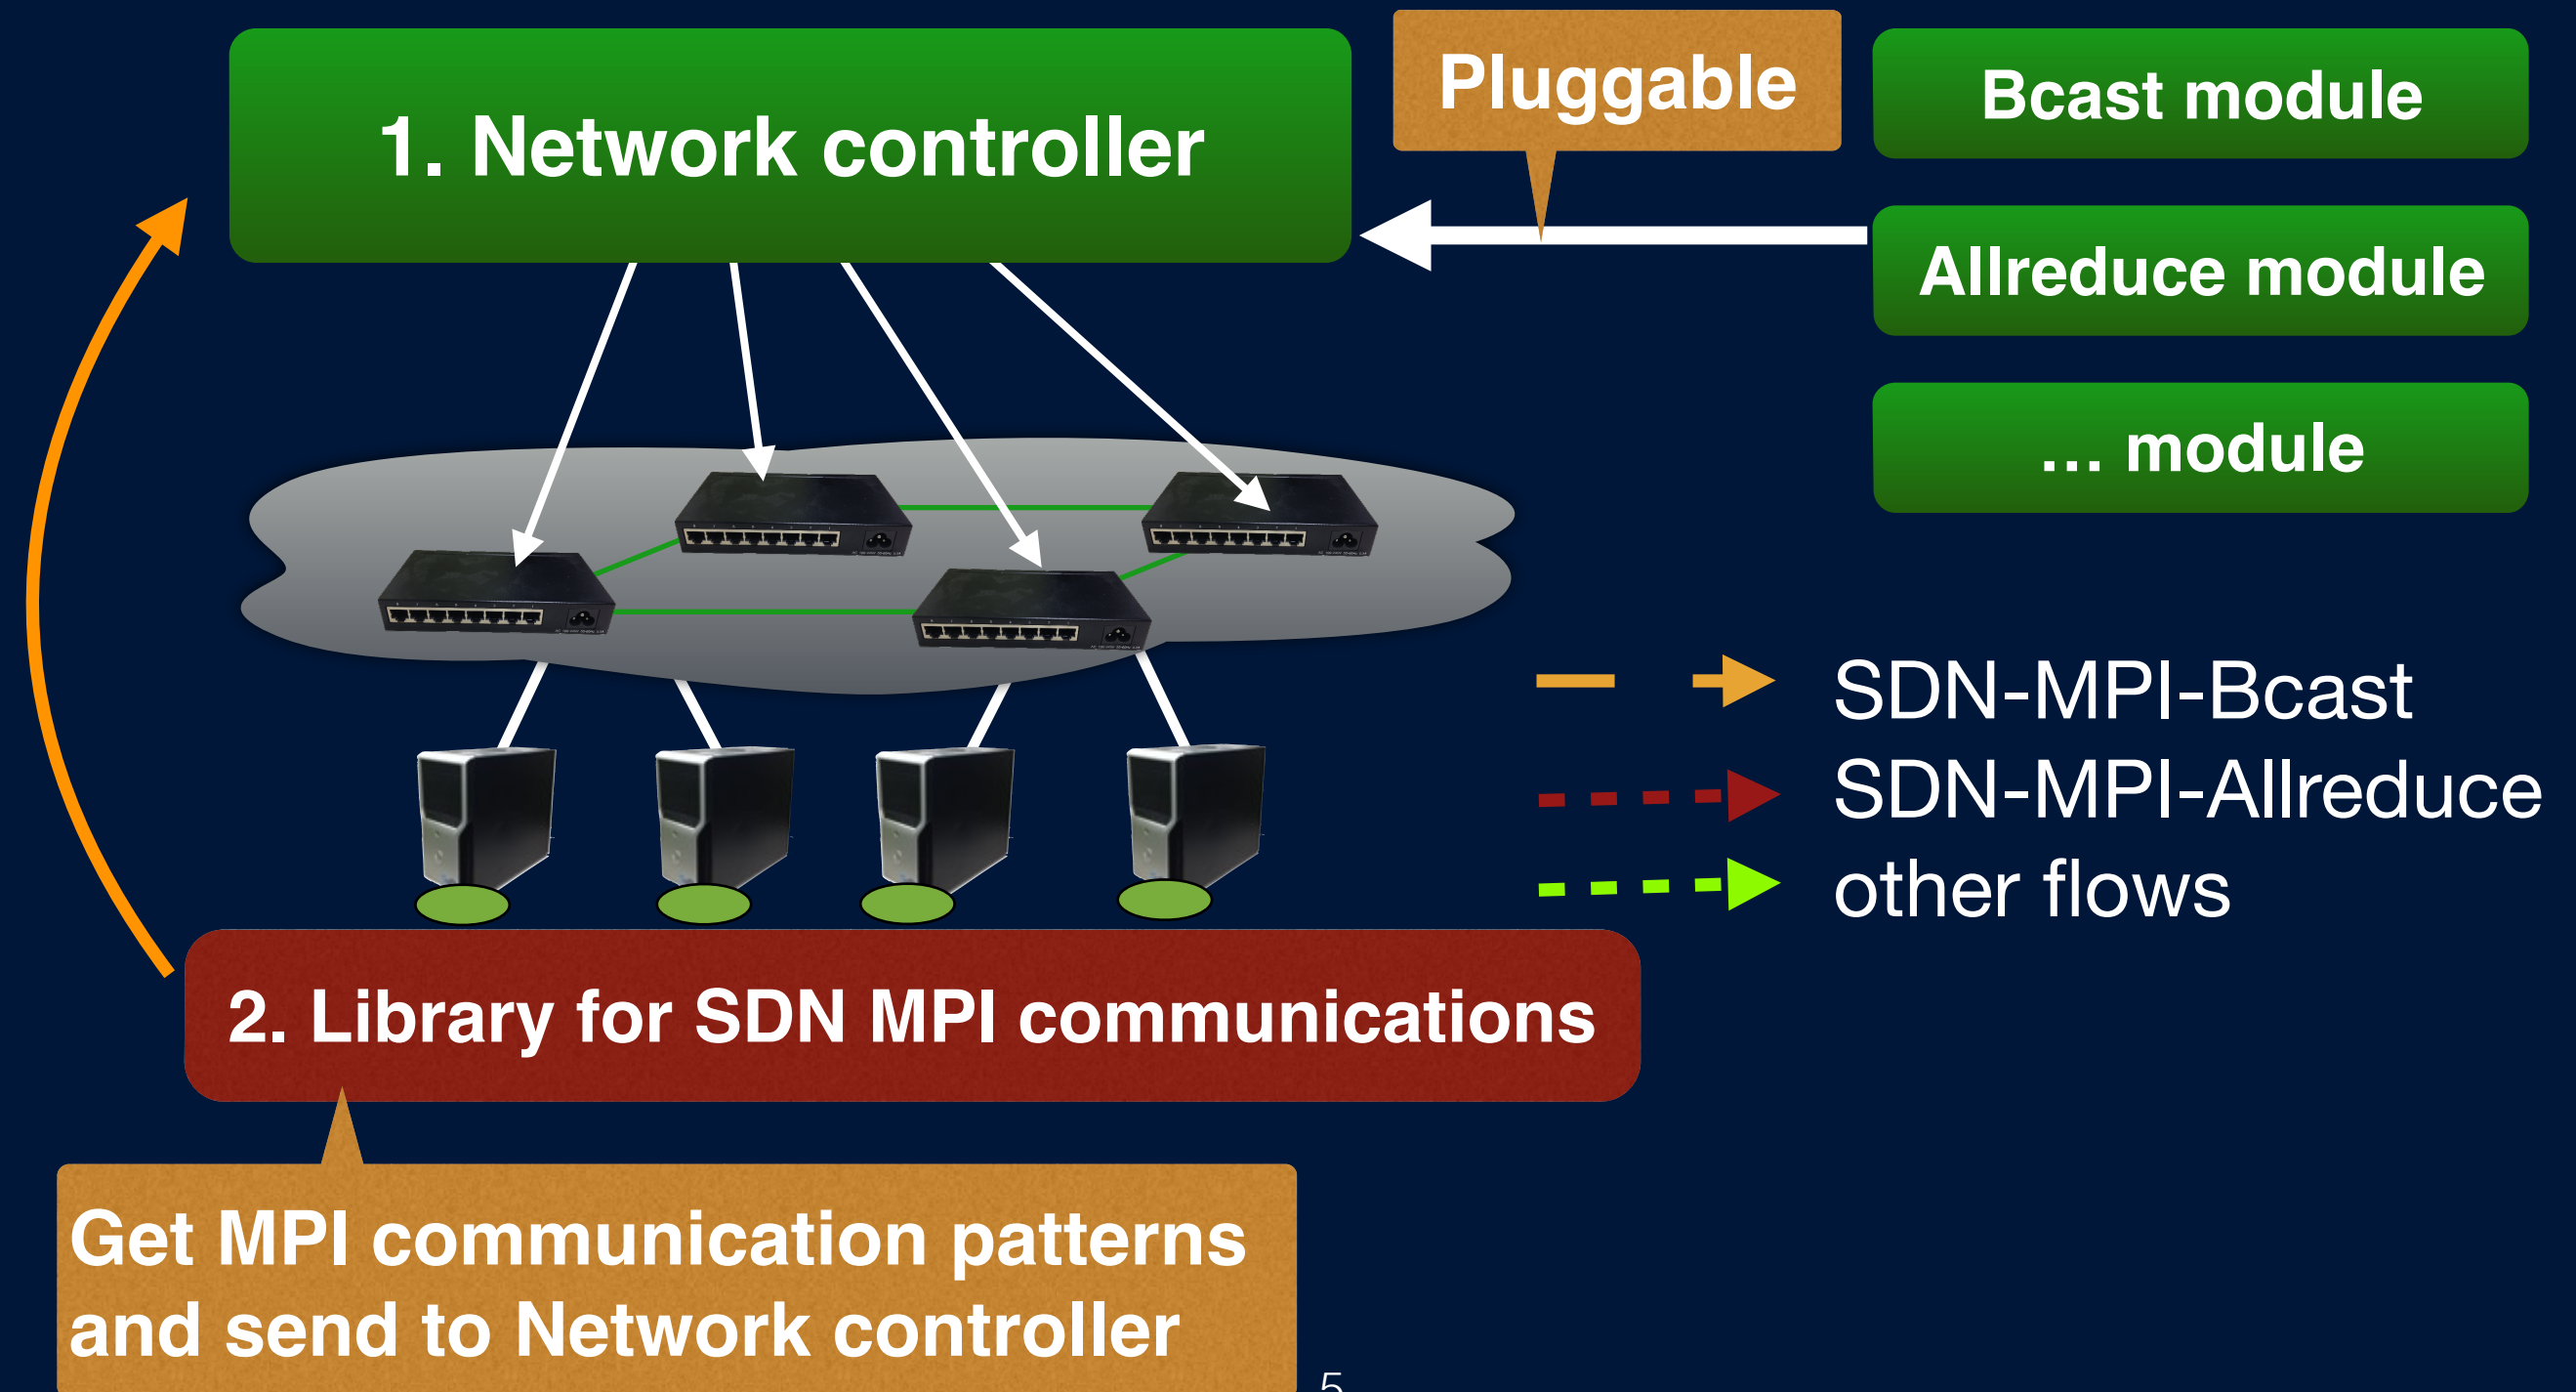 1. Network controller
Pluggable
Bcast module
Allreduce module
… module
SDN-MPI-Bcast
SDN-MPI-Allreduce
other flows
2. Library for SDN MPI communications
Get MPI communication patterns
and send to Network controller
5